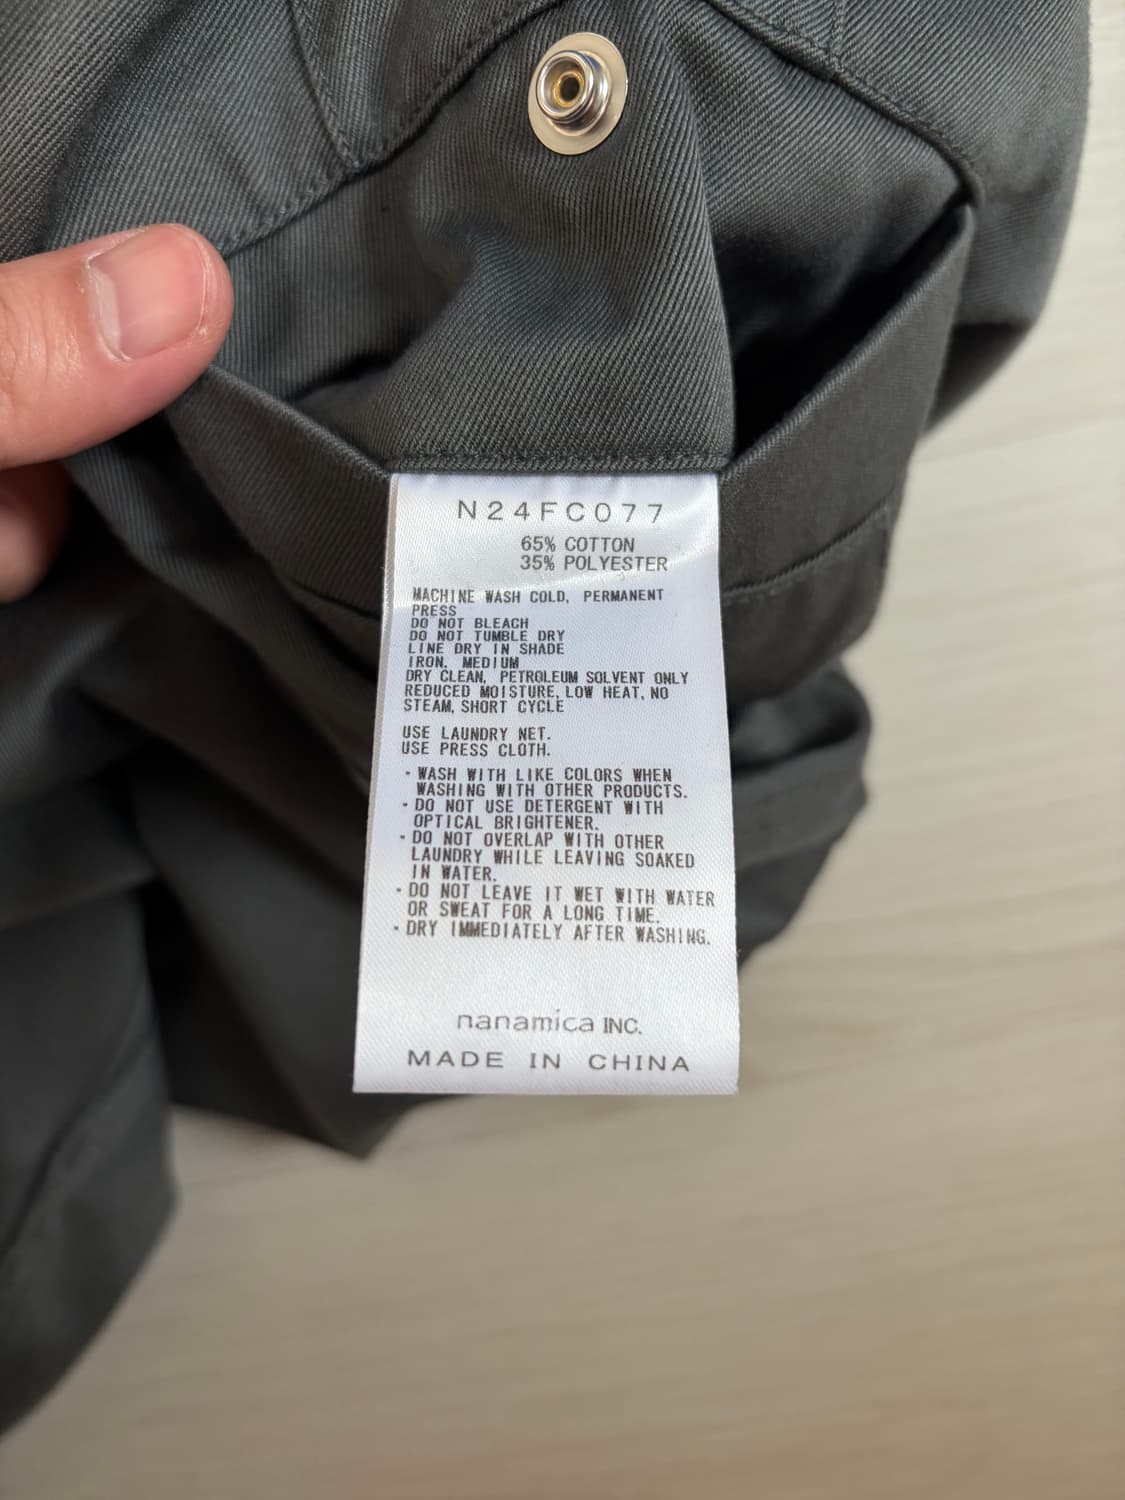 N24FC077
65% COTTON
35% POLYESTER
MACHINE WASH COLD, PERMANENT
PRESS
DO NOT BLEACH
DO NOT TUMBLE DRY
LINE DRY IN SHADE
IRON, MEDIUM
DRY CLEAN, PETROLEUM SOLVENT ONLY
REDUCED MOISTURE, LOW HEAT, NO
STEAM, SHORT CYCLE
USE LAUNDRY NET.
USE PRESS CLOTH.
・WASH WITH LIKE COLORS WHEN
WASHING WITH OTHER PRODUCTS.
・DO NOT USE DETERGENT WITH
OPTICAL BRIGHTENER.
・DO NOT OVERLAP WITH OTHER
LAUNDRY WHILE LEAVING SOAKED
IN WATER.
・DO NOT LEAVE IT WET WITH WATER
OR SWEAT FOR A LONG TIME.
・DRY IMMEDIATELY AFTER WASHING.
nanamica INC.
MADE IN CHINA